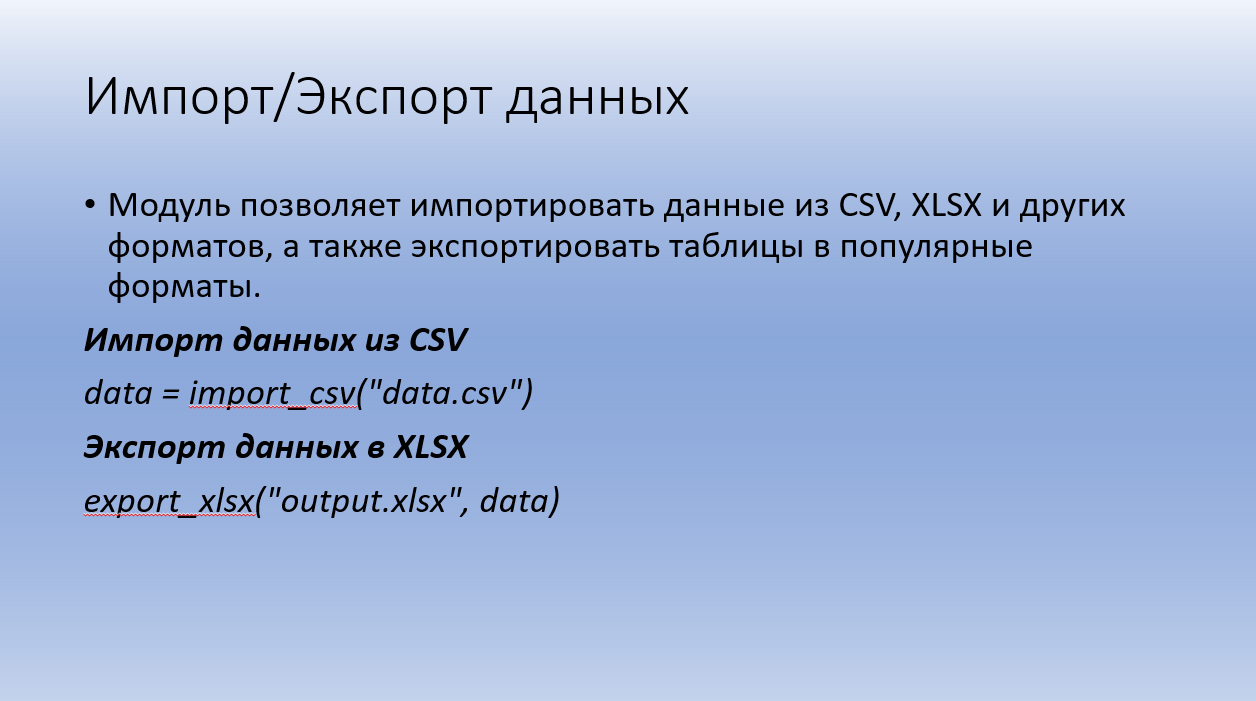 Импорт/Экспорт данных
• Модуль позволяет импортировать данные из CSV, XLSX и других
форматов, а также экспортировать таблицы в популярные
форматы.
Импорт данных из CSV
data = import_csv("data.csv")
Экспорт данных в XLSX
export_xlsx("output.xlsx", data)